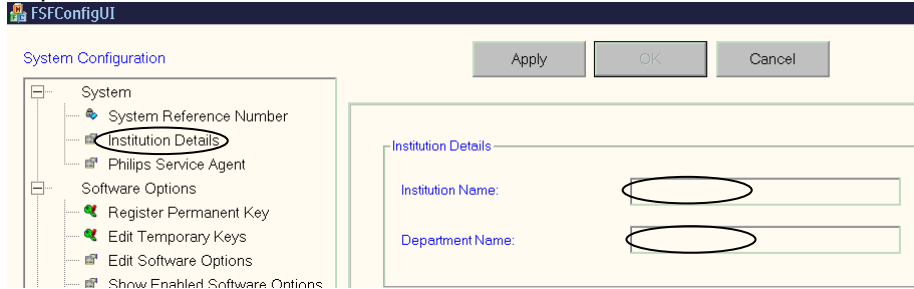 FSFConfigUI
System Configuration
Apply
OK
Cancel
System
System Reference Number
Institution Details
Philips Service Agent
Software Options
Register Permanent Key
Edit Temporary Keys
Edit Software Options
Show Enabled Software Options
Institution Details
Institution Name:
Department Name: